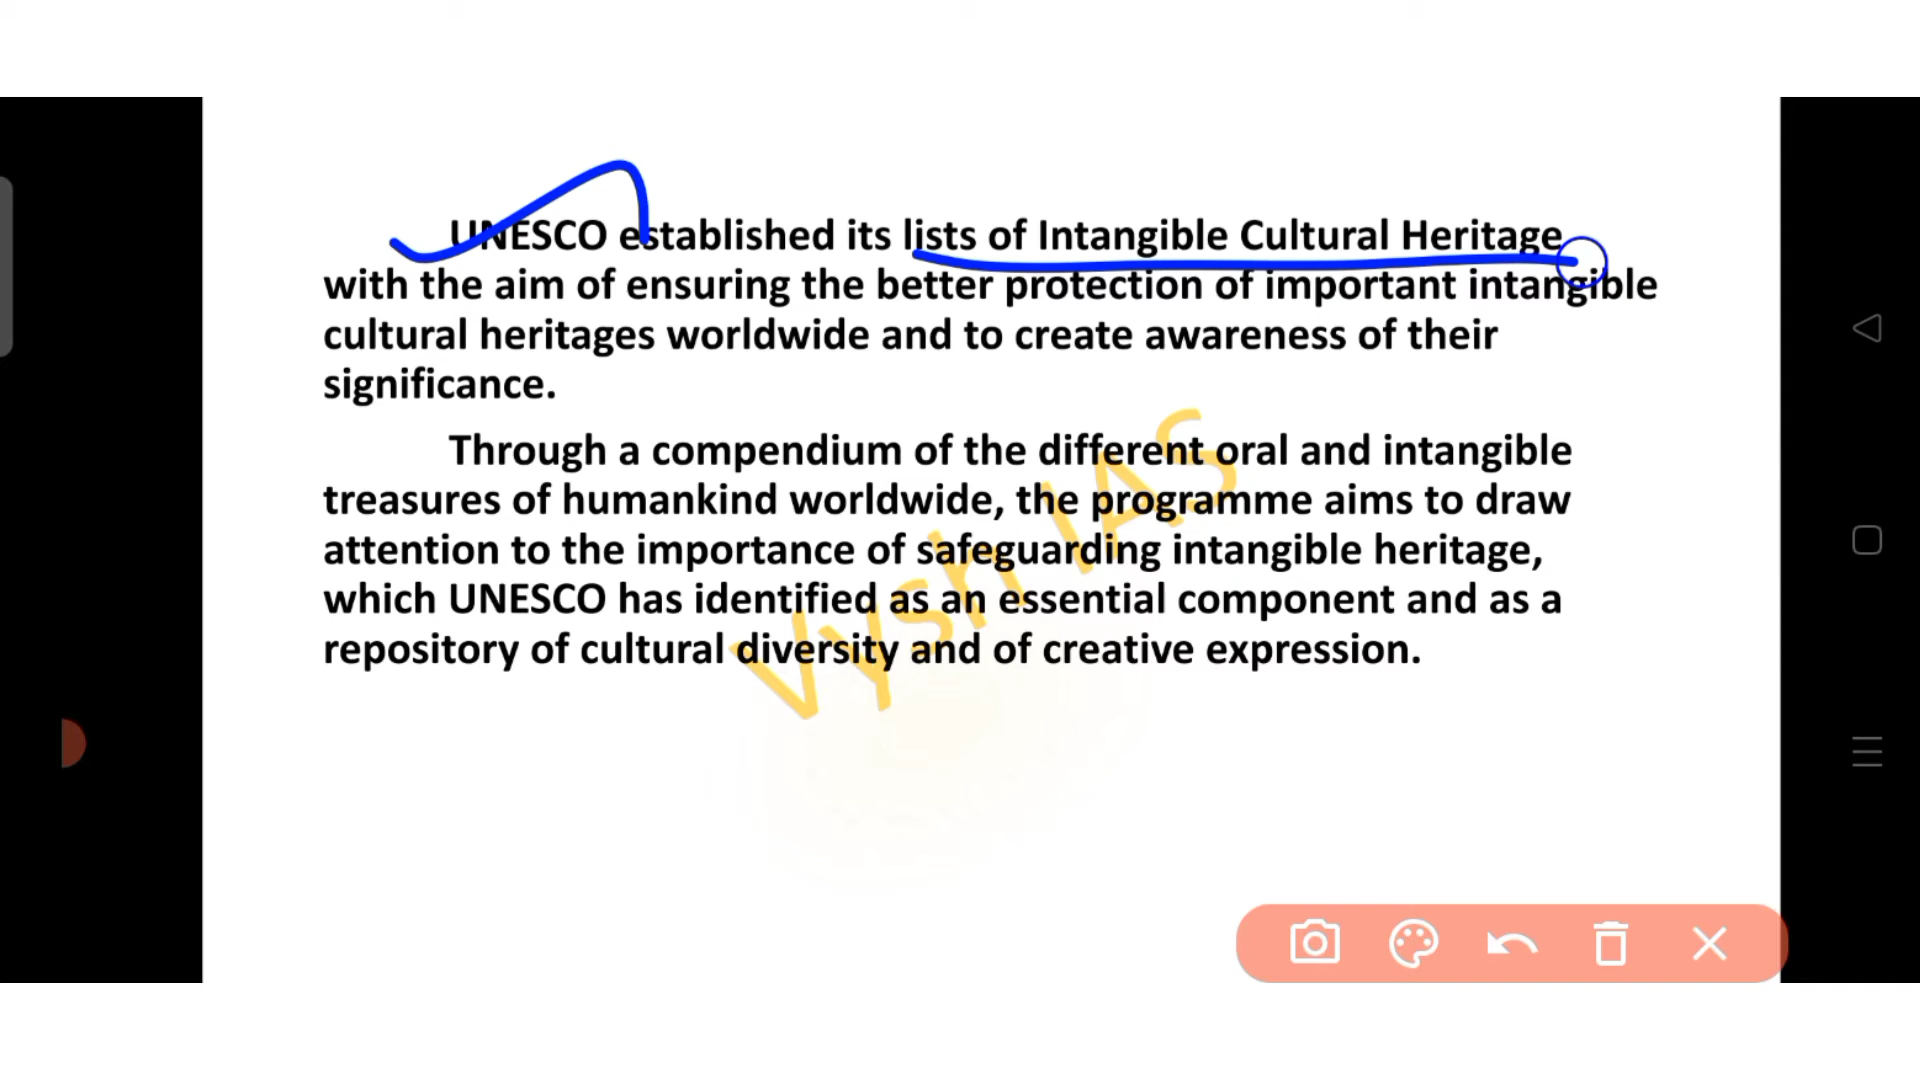 UNESCO established its lists of Intangible Cultural Heritage
with the aim of ensuring the better protection of important intangible
cultural heritages worldwide and to create awareness of their
significance.
Through a compendium of the different oral and intangible
treasures of humankind worldwide, the programme aims to draw
attention to the importance of safeguarding intangible heritage,
which UNESCO has identified as an essential component and as a
repository of cultural diversity and of creative expression.
Vysh IAS